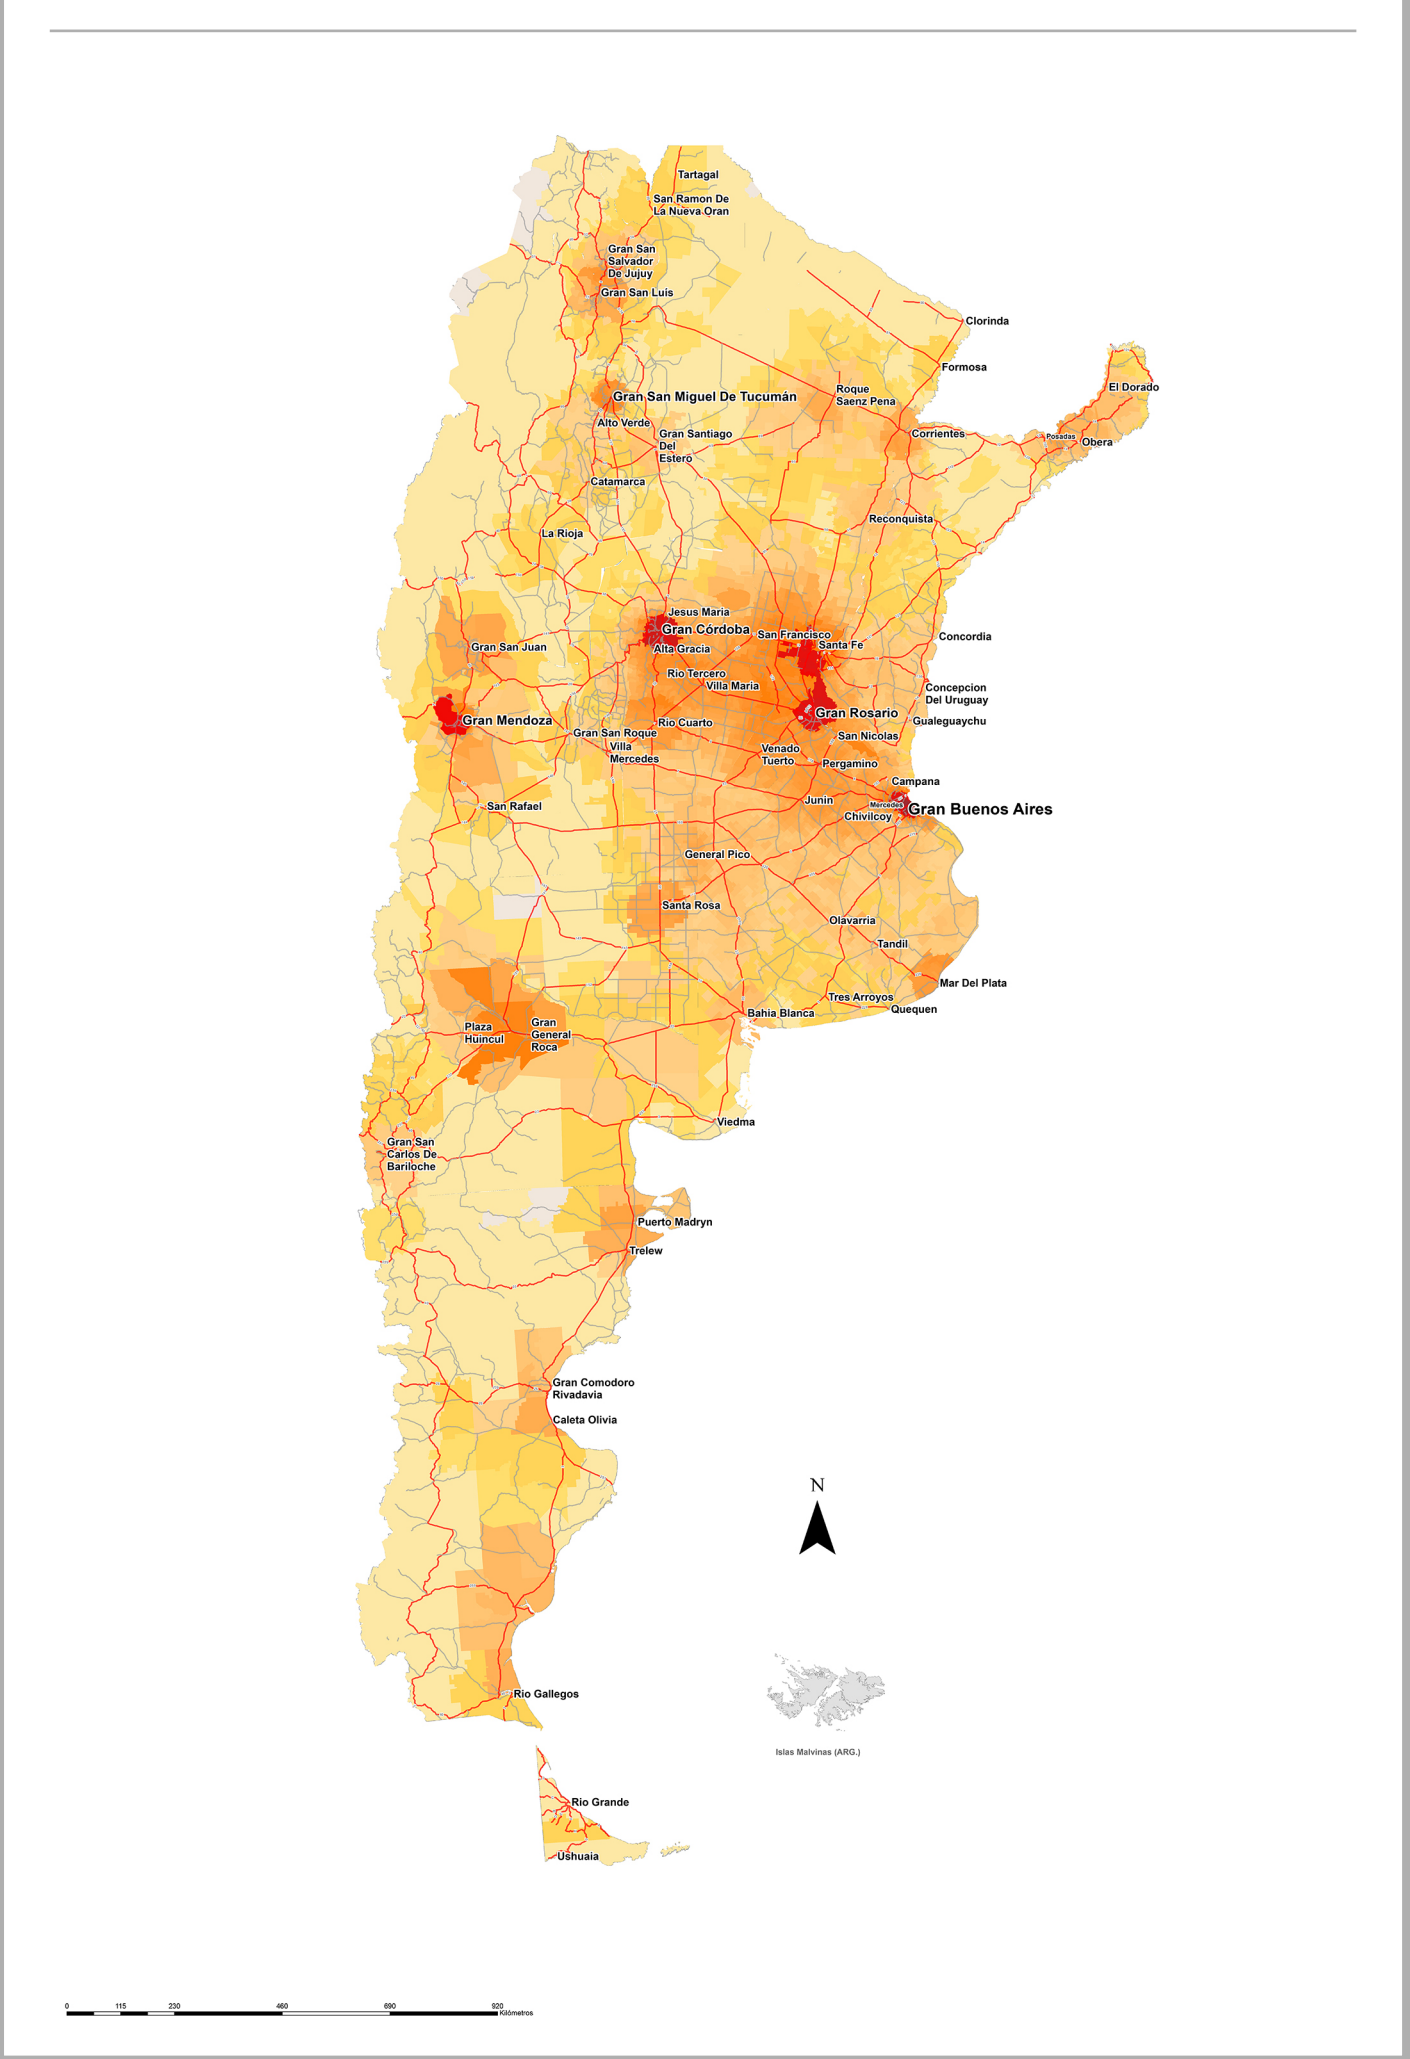 Tartagal
San Ramon De
La Nueva Oran
Gran San
Salvador
De Jujuy
Gran San Luis
Clorinda
Formosa
El Dorado
Roque
Saenz Pena
Gran San Miguel De Tucumán
Alto Verde
Gran Santiago
Del
Estero
Corrientes
Posadas
Obera
Catamarca
Reconquista
La Rioja
Jesus Maria
Gran Córdoba
San Francisco
Santa Fe
Concordia
Gran San Juan
Alta Gracia
Rio Tercero
Villa Maria
Concepcion
Del Uruguay
Gran Mendoza
Gran Rosario
Gualeguaychu
Rio Cuarto
Gran San Roque
San Nicolas
Villa
Mercedes
Venado
Tuerto
Pergamino
Campana
San Rafael
Junin
Mercedes
Gran Buenos Aires
Chivilcoy
General Pico
Santa Rosa
Olavarria
Tandil
Mar Del Plata
Tres Arroyos
Quequen
Bahia Blanca
Plaza
Huincul
Gran
General
Roca
Viedma
Gran San
Carlos De
Bariloche
Puerto Madryn
Trelew
Gran Comodoro
Rivadavia
Caleta Olivia
N
Rio Gallegos
Islas Malvinas (ARG.)
Rio Grande
Ushuaia
0 115 230 460 690 920
Kilómetros